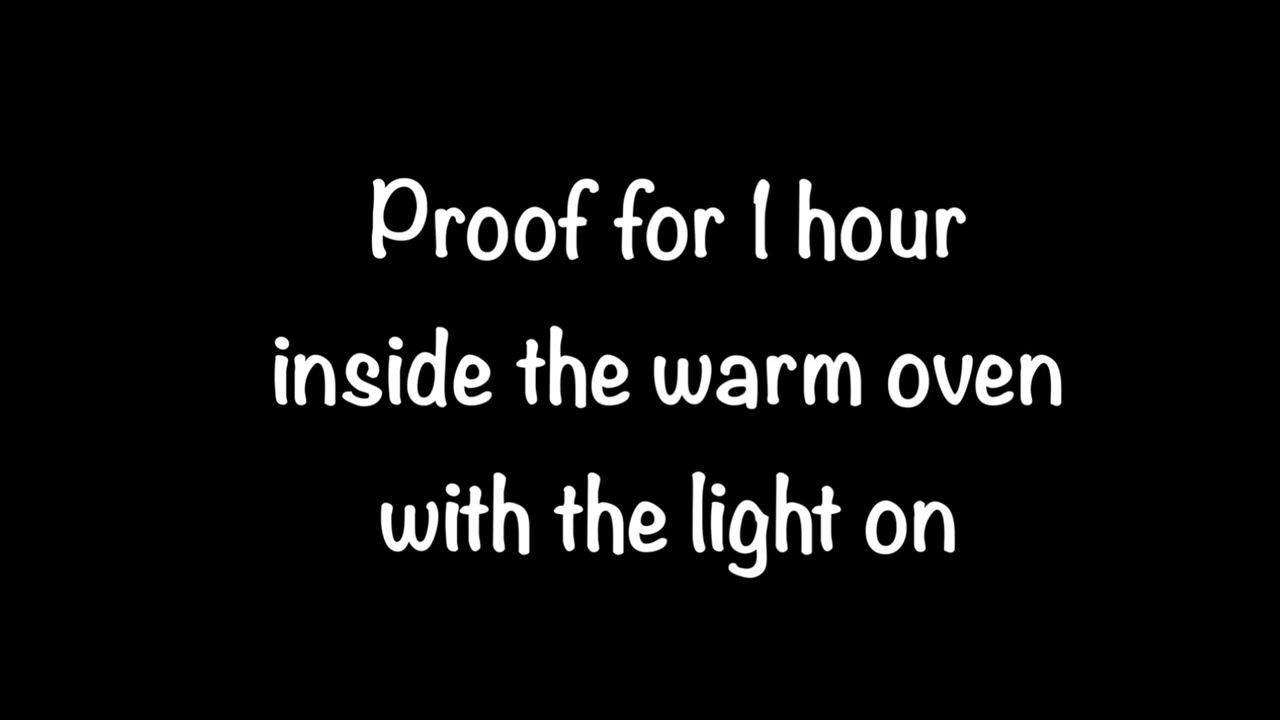 Proof for 1 hour
inside the warm oven
with the light on